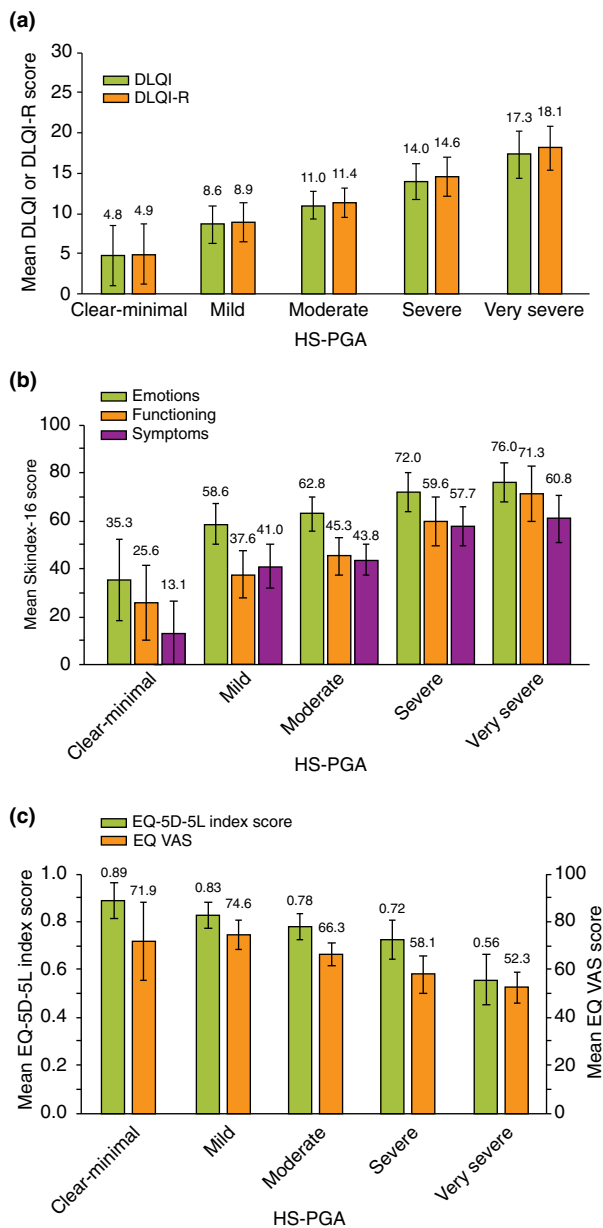 (a)
30
25
20
15
10
5
0
Mean DLQI or DLQI-R score
DLQI
DLQI-R
4.8 4.9
8.6 8.9
11.0 11.4
14.0 14.6
17.3 18.1
Clear-minimal Mild Moderate Severe Very severe
HS-PGA
(b)
100
80
60
40
20
0
Mean Skindex-16 score
Emotions
Functioning
Symptoms
35.3 25.6 13.1
58.6 37.6 41.0
62.8 45.3 43.8
72.0 59.6 57.7
76.0 71.3 60.8
Clear-minimal Mild Moderate Severe Very severe
HS-PGA
(c)
EQ-5D-5L index score
EQ VAS
1.0
0.8
0.6
0.4
0.2
0.0
Mean EQ-5D-5L index score
0.89 71.9
0.83 74.6
0.78 66.3
0.72 58.1
0.56 52.3
100
80
60
40
20
0
Mean EQ VAS score
Clear-minimal Mild Moderate Severe Very severe
HS-PGA